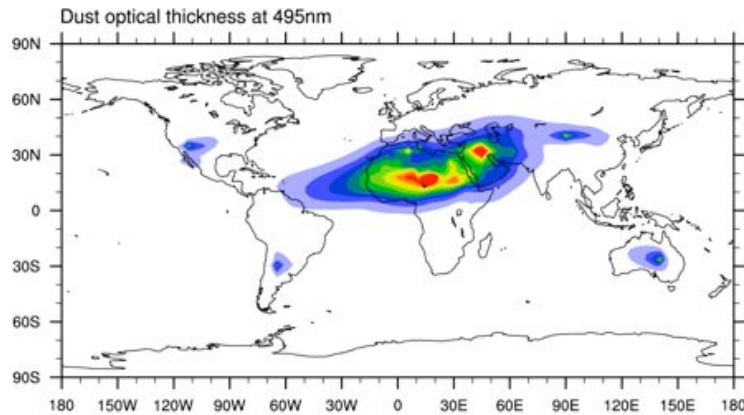 Dust optical thickness at 495nm
90N
60N
30N
0
30S
60S
90S
180 150W 120W 90W 60W 30W 0 30E 60E 90E 120E 150E 180